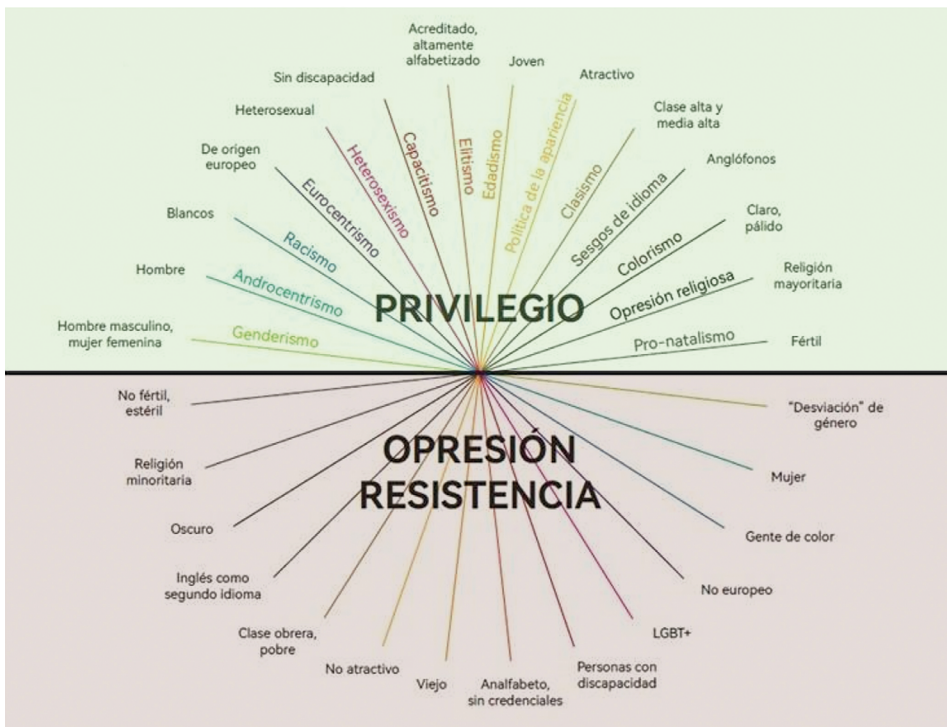 Acreditado,
altamente
alfabetizado
Joven
Atractivo
Sin discapacidad
Clase alta y
media alta
Heterosexual
De origen
europeo
Anglófonos
Blancos
Claro,
pálido
Hombre
Religión
mayoritaria
Hombre masculino,
mujer femenina
Fértil
Genderismo
Androcentrismo
Racismo
Eurocentrismo
Heterosexismo
Capacitismo
Elitismo
Edadismo
Política de la apariencia
Clasismo
Sesgos de idioma
Colorismo
Opresión religiosa
Pro-natalismo
PRIVILEGIO
OPRESIÓN
RESISTENCIA
No fértil,
estéril
Religión
minoritaria
Oscuro
Inglés como
segundo idioma
Clase obrera,
pobre
No atractivo
Viejo
Analfabeto,
sin credenciales
Personas con
discapacidad
LGBT+
No europeo
Gente de color
Mujer
"Desviación" de
género